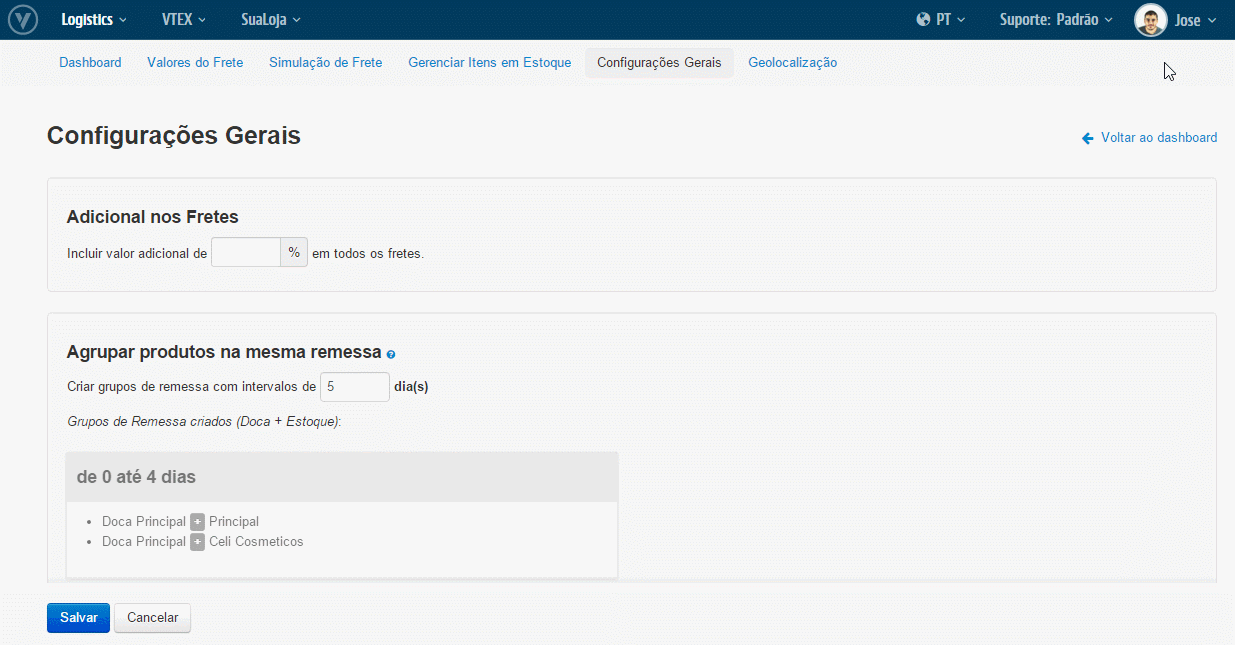 V Logistics VTEX SuaLoja PT Suporte: Padrão Jose
Dashboard Valores do Frete Simulação de Frete Gerenciar Itens em Estoque Configurações Gerais Geolocalização
Configurações Gerais
Voltar ao dashboard
Adicional nos Fretes
Incluir valor adicional de % em todos os fretes.
Agrupar produtos na mesma remessa ?
Criar grupos de remessa com intervalos de 5 dia(s)
Grupos de Remessa criados (Doca + Estoque):
de 0 até 4 dias
• Doca Principal + Principal
• Doca Principal + Celi Cosmeticos
Salvar Cancelar